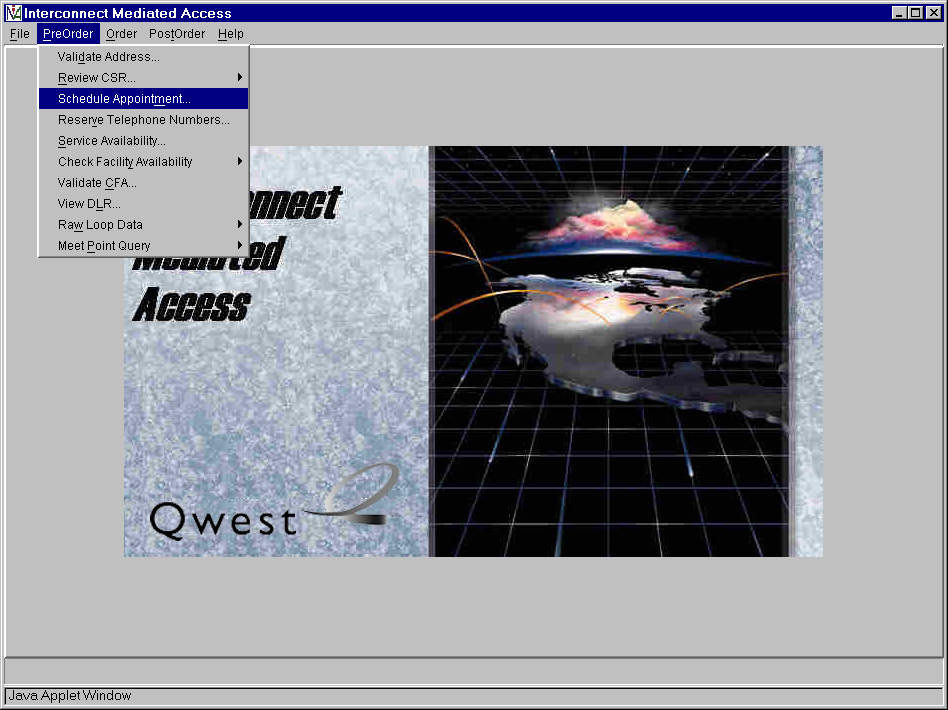 Interconnect Mediated Access
File PreOrder Order PostOrder Help
Validate Address...
Review CSR...
Schedule Appointment...
Reserve Telephone Numbers...
Service Availability...
Check Facility Availability
Validate CFA...
View DLR...
Raw Loop Data
Meet Point Query
nnect
Mediated
Access
Qwest
Java Applet Window